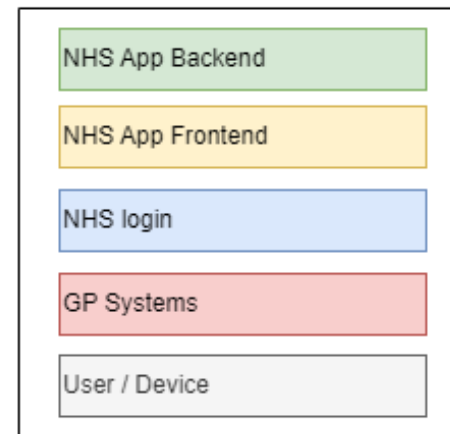 NHS App Backend
NHS App Frontend
NHS login
GP Systems
User / Device